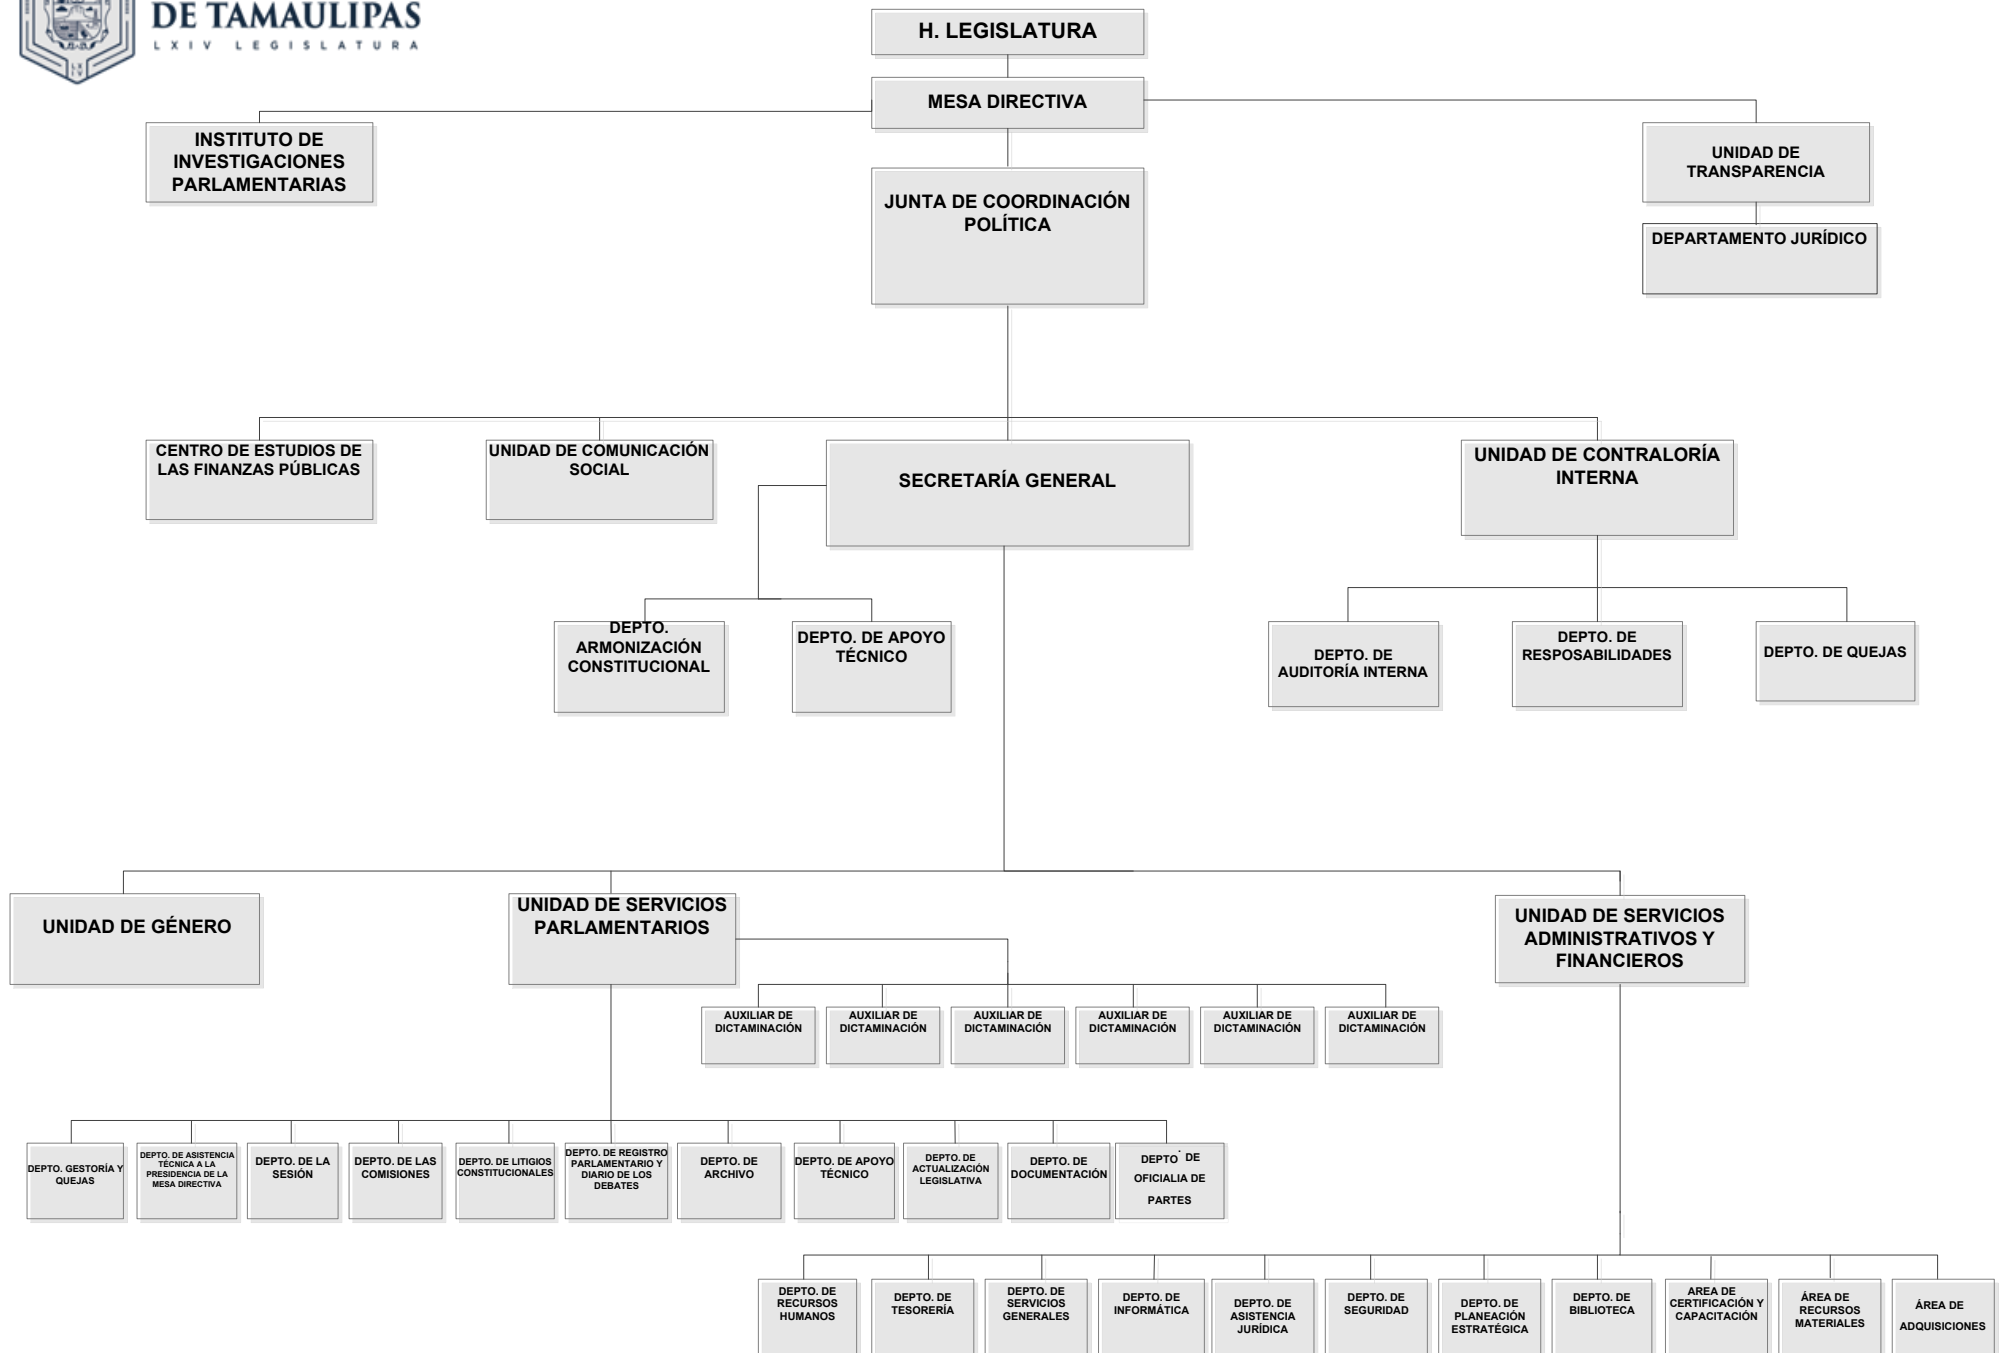 DE TAMAULIPAS
LXIV LEGISLATURA
H. LEGISLATURA
MESA DIRECTIVA
INSTITUTO DE
INVESTIGACIONES
PARLAMENTARIAS
UNIDAD DE
TRANSPARENCIA
JUNTA DE COORDINACIÓN
POLÍTICA
DEPARTAMENTO JURÍDICO
CENTRO DE ESTUDIOS DE
LAS FINANZAS PÚBLICAS
UNIDAD DE COMUNICACIÓN
SOCIAL
SECRETARÍA GENERAL
UNIDAD DE CONTRALORÍA
INTERNA
DEPTO.
ARMONIZACIÓN
CONSTITUCIONAL
DEPTO. DE APOYO
TÉCNICO
DEPTO. DE
AUDITORÍA INTERNA
DEPTO. DE
RESPOSABILIDADES
DEPTO. DE QUEJAS
UNIDAD DE GÉNERO
UNIDAD DE SERVICIOS
PARLAMENTARIOS
UNIDAD DE SERVICIOS
ADMINISTRATIVOS Y
FINANCIEROS
AUXILIAR DE
DICTAMINACIÓN
AUXILIAR DE
DICTAMINACIÓN
AUXILIAR DE
DICTAMINACIÓN
AUXILIAR DE
DICTAMINACIÓN
AUXILIAR DE
DICTAMINACIÓN
AUXILIAR DE
DICTAMINACIÓN
DEPTO. GESTORÍA Y
QUEJAS
DEPTO. DE ASISTENCIA
TÉCNICA A LA
PRESIDENCIA DE LA
MESA DIRECTIVA
DEPTO. DE LA
SESIÓN
DEPTO. DE LAS
COMISIONES
DEPTO. DE LITIGIOS
CONSTITUCIONALES
DEPTO. DE REGISTRO
PARLAMENTARIO Y
DIARIO DE LOS
DEBATES
DEPTO. DE
ARCHIVO
DEPTO. DE APOYO
TÉCNICO
DEPTO. DE
ACTUALIZACIÓN
LEGISLATIVA
DEPTO. DE
DOCUMENTACIÓN
DEPTO. DE
OFICIALIA DE
PARTES
DEPTO. DE
RECURSOS
HUMANOS
DEPTO. DE
TESORERÍA
DEPTO. DE
SERVICIOS
GENERALES
DEPTO. DE
INFORMÁTICA
DEPTO. DE
ASISTENCIA
JURÍDICA
DEPTO. DE
SEGURIDAD
DEPTO. DE
PLANEACIÓN
ESTRATÉGICA
DEPTO. DE
BIBLIOTECA
AREA DE
CERTIFICACIÓN Y
CAPACITACIÓN
ÁREA DE
RECURSOS
MATERIALES
ÁREA DE
ADQUISICIONES